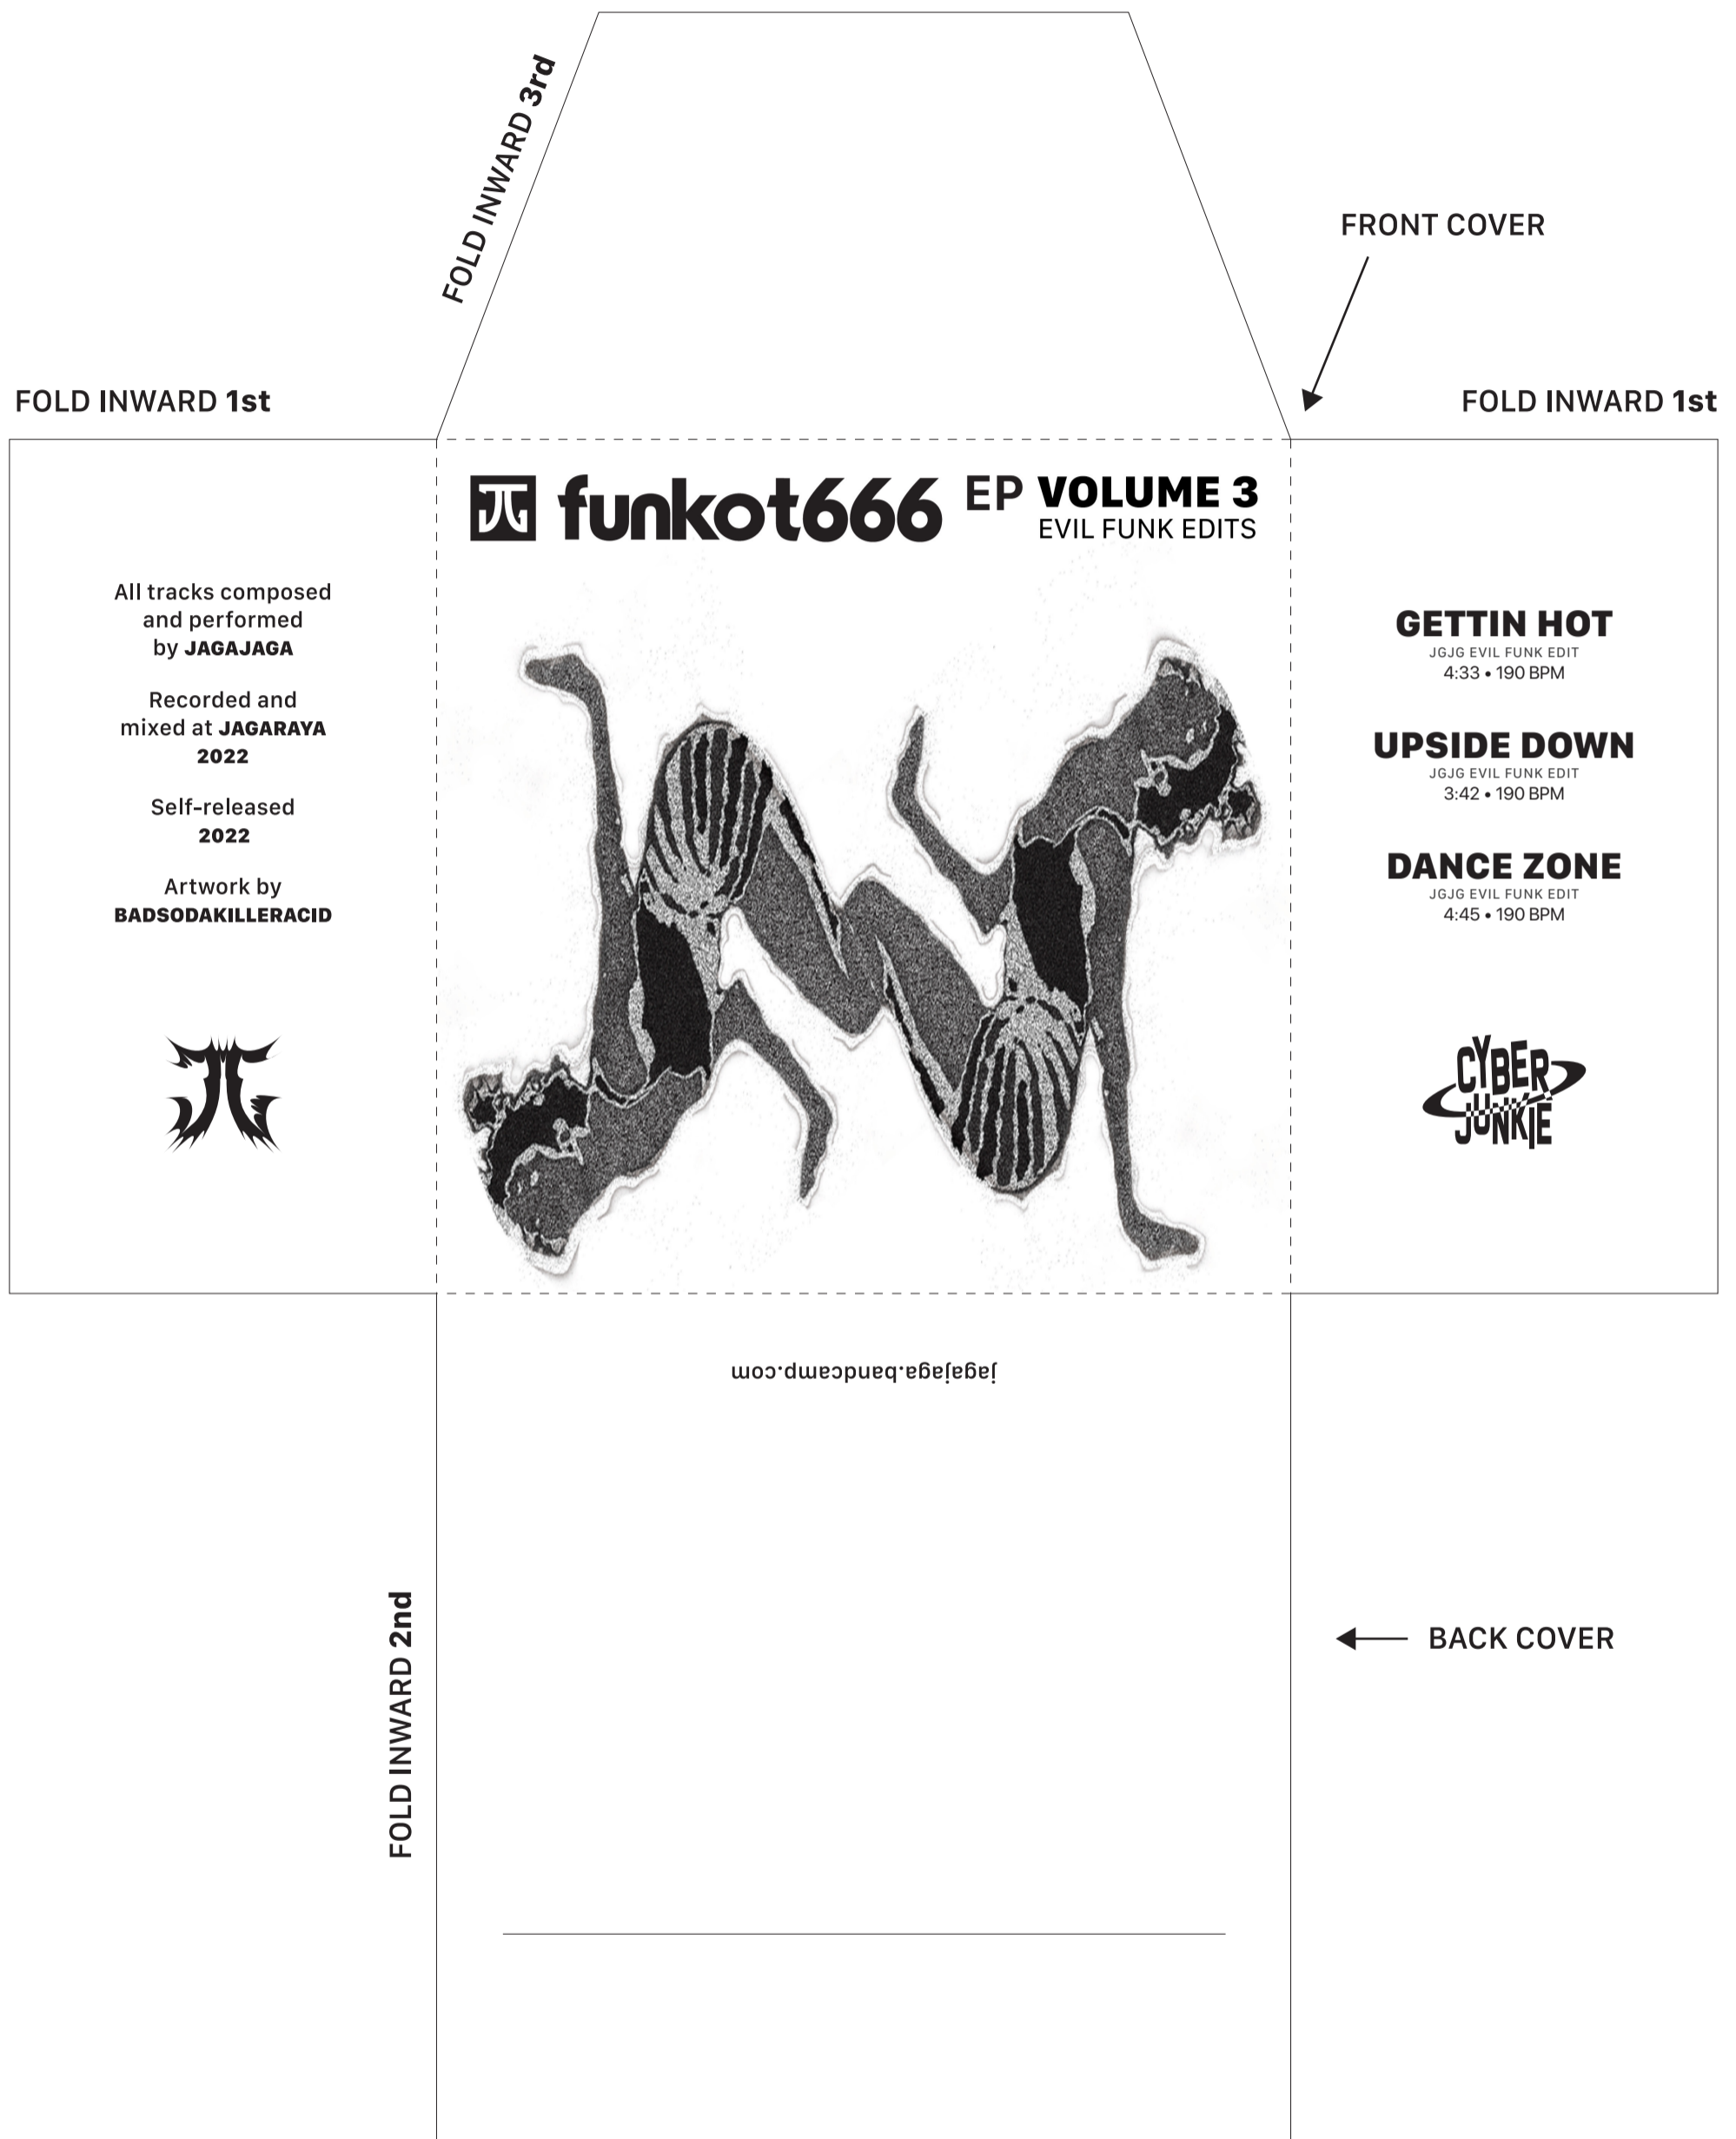 FOLD INWARD 3rd
FRONT COVER
FOLD INWARD 1st
FOLD INWARD 1st
funkot666 EP VOLUME 3
EVIL FUNK EDITS
All tracks composed
and performed
by JAGAJAGA
Recorded and
mixed at JAGARAYA
2022
Self-released
2022
Artwork by
BADSODAKILLERACID
GETTIN HOT
JGJG EVIL FUNK EDIT
4:33 • 190 BPM
UPSIDE DOWN
JGJG EVIL FUNK EDIT
3:42 • 190 BPM
DANCE ZONE
JGJG EVIL FUNK EDIT
4:45 • 190 BPM
CYBER
JUNKIE
jagajaga.bandcamp.com
FOLD INWARD 2nd
BACK COVER